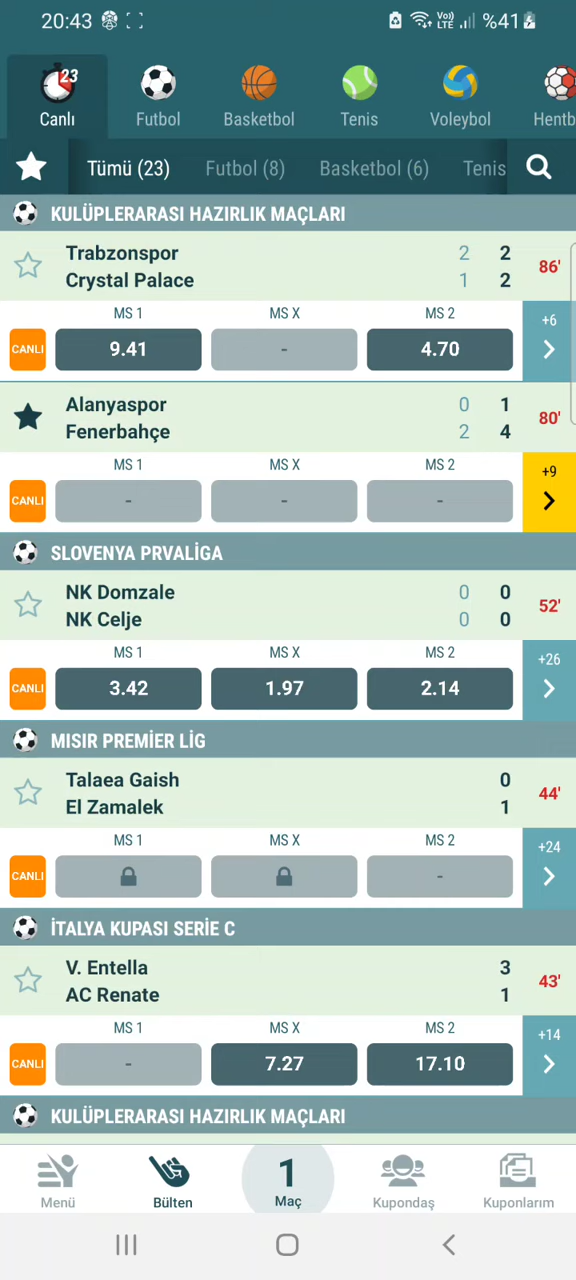 20:43
Vo)) LTE
%41
23
Canlı
Futbol
Basketbol
Tenis
Voleybol
Hentb
Tümü (23)
Futbol (8)
Basketbol (6)
Tenis
KULÜPLERARASI HAZIRLIK MAÇLARI
Trabzonspor 2 2
Crystal Palace 1 2
86'
MS 1 MS X MS 2
+6
CANLI 9.41 - 4.70
Alanyaspor 0 1
Fenerbahçe 2 4
80'
MS 1 MS X MS 2
+9
CANLI - - -
SLOVENYA PRVALİGA
NK Domzale 0 0
NK Celje 0 0
52'
MS 1 MS X MS 2
+26
CANLI 3.42 1.97 2.14
MISIR PREMİER LİG
Talaea Gaish 0
El Zamalek 1
44'
MS 1 MS X MS 2
+24
CANLI -
İTALYA KUPASI SERIE C
V. Entella 3
AC Renate 1
43'
MS 1 MS X MS 2
+14
CANLI - 7.27 17.10
KULÜPLERARASI HAZIRLIK MAÇLARI
Menü
Bülten
1
Maç
Kupondaş
Kuponlarım